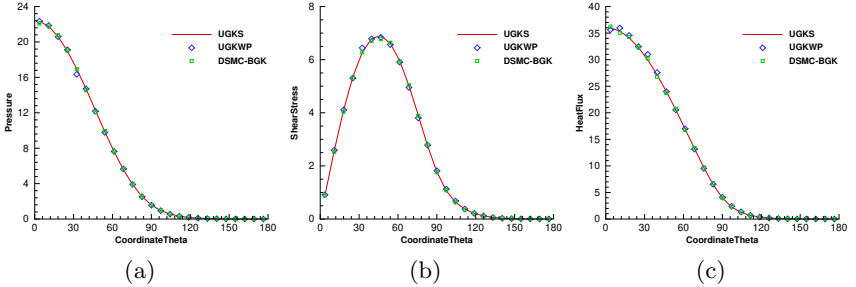 24
20
16
12
8
4
0
Pressure
0 30 60 90 120 150 180
CoordinateTheta
UGKS
UGKWP
DSMC-BGK
(a)
8
6
4
2
0
ShearStress
0 30 60 90 120 150 180
CoordinateTheta
UGKS
UGKWP
DSMC-BGK
(b)
40
35
30
25
20
15
10
5
0
HeatFlux
0 30 60 90 120 150 180
CoordinateTheta
UGKS
UGKWP
DSMC-BGK
(c)